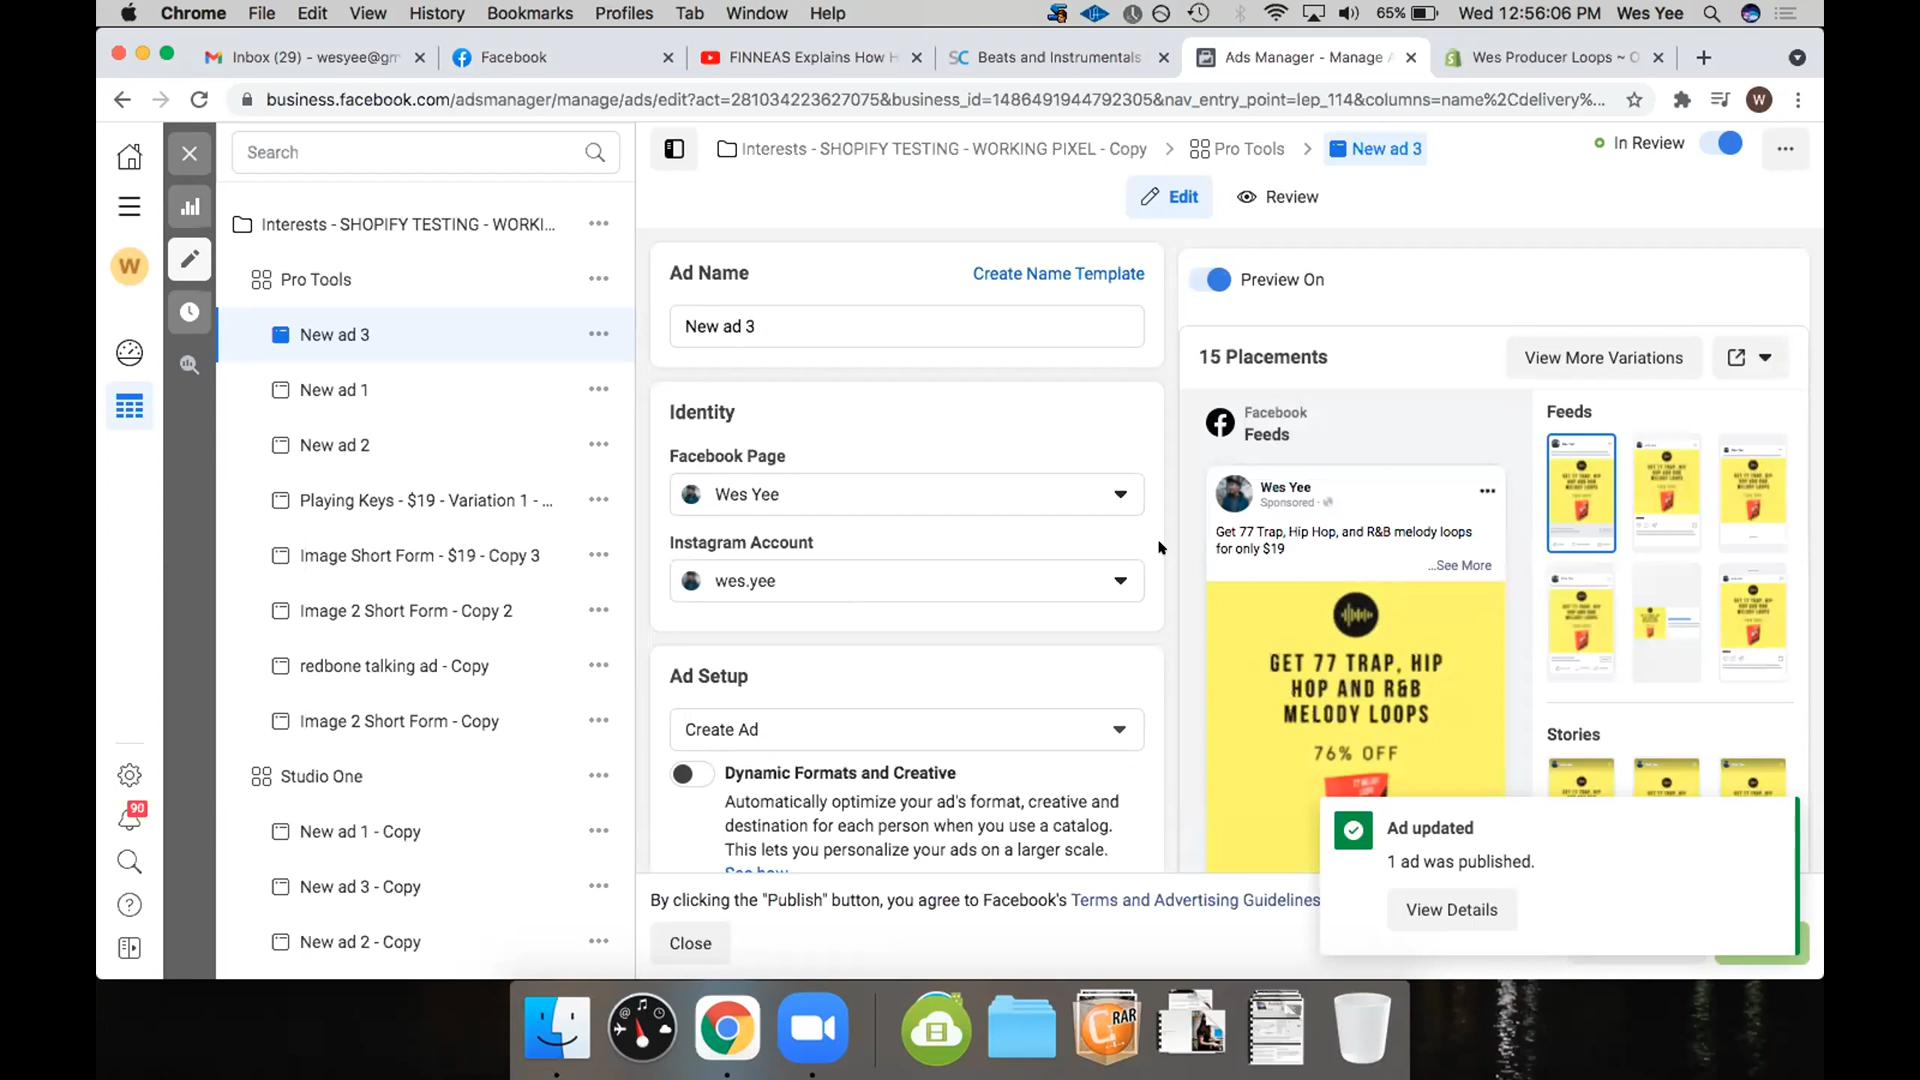 Chrome File Edit View History Bookmarks Profiles Tab Window Help 65% Wed 12:56:06 PM Wes Yee
Inbox (29) - wesyee@gm
Facebook
FINNEAS Explains How H
SC Beats and Instrumentals
Ads Manager - Manage A
Wes Producer Loops ~ O
business.facebook.com/adsmanager/manage/ads/edit?act=281034223627075&business_id=1486491944792305&nav_entry_point=lep_114&columns=name%2Cdelivery%...
W
W
90
Search
Interests - SHOPIFY TESTING - WORKI...
Pro Tools
New ad 3
New ad 1
New ad 2
Playing Keys - $19 - Variation 1 - ...
Image Short Form - $19 - Copy 3
Image 2 Short Form - Copy 2
redbone talking ad - Copy
Image 2 Short Form - Copy
Studio One
New ad 1 - Copy
New ad 3 - Copy
New ad 2 - Copy
Interests - SHOPIFY TESTING - WORKING PIXEL - Copy > Pro Tools > New ad 3
In Review
Edit
Review
Ad Name
Create Name Template
New ad 3
Identity
Facebook Page
Wes Yee
Instagram Account
wes.yee
Ad Setup
Create Ad
Dynamic Formats and Creative
Automatically optimize your ad's format, creative and
destination for each person when you use a catalog.
This lets you personalize your ads on a larger scale.
See how
By clicking the "Publish" button, you agree to Facebook's Terms and Advertising Guidelines
Close
Preview On
15 Placements
View More Variations
Facebook
Feeds
Wes Yee
Sponsored
Get 77 Trap, Hip Hop, and R&B melody loops
for only $19
...See More
GET 77 TRAP, HIP
HOP AND R&B
MELODY LOOPS
76% OFF
Feeds
Stories
Ad updated
1 ad was published.
View Details
RAR